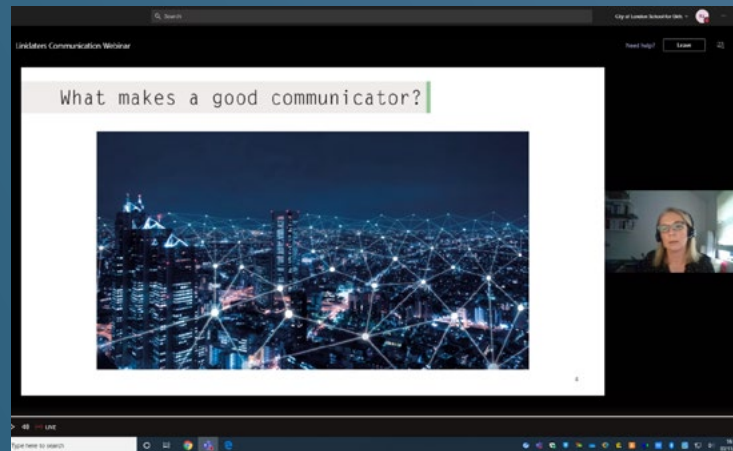 Search
City of London School for Girls
Linklaters Communication Webinar
Need help?
Leave
What makes a good communicator?
6
LIVE
Type here to search